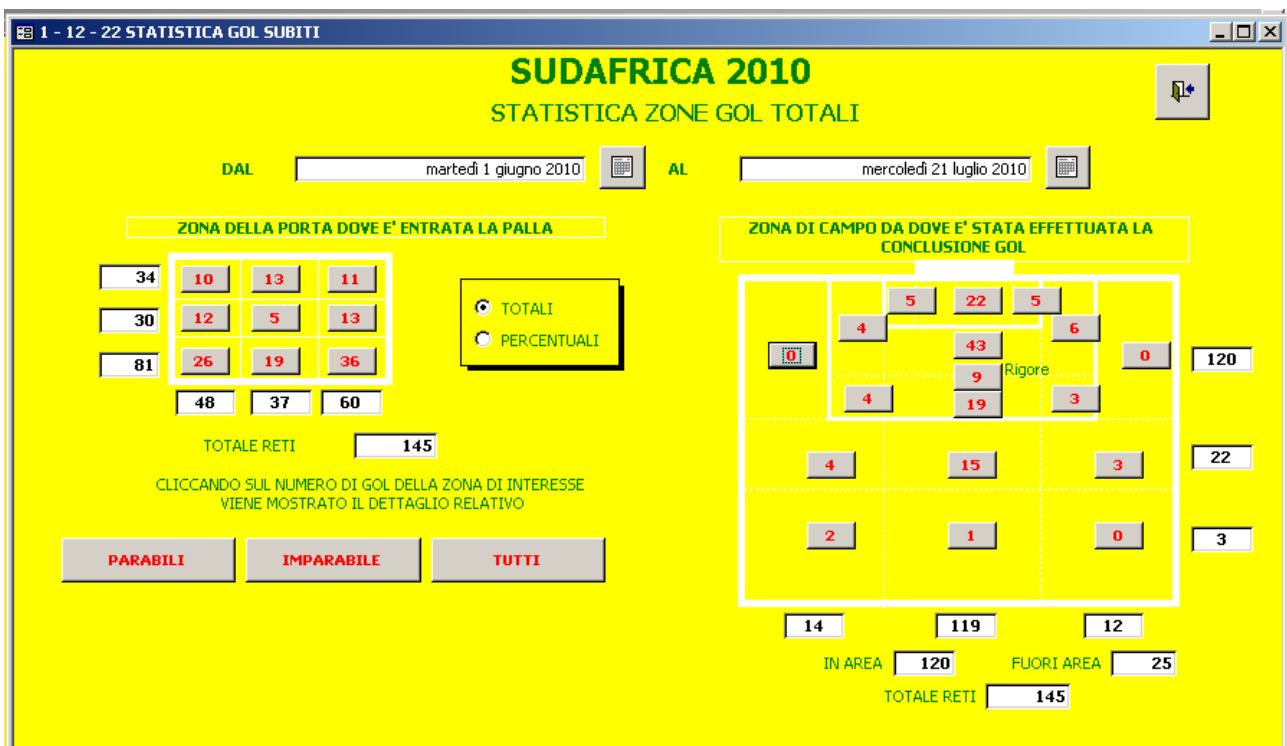 1 - 12 - 22 STATISTICA GOL SUBITI
SUDAFRICA 2010
STATISTICA ZONE GOL TOTALI
DAL martedì 1 giugno 2010 AL mercoledì 21 luglio 2010
ZONA DELLA PORTA DOVE E' ENTRATA LA PALLA
34 10 13 11
30 12 5 13
81 26 19 36
48 37 60
TOTALE RETI 145
TOTALI
PERCENTUALI
CLICCANDO SUL NUMERO DI GOL DELLA ZONA DI INTERESSE
VIENE MOSTRATO IL DETTAGLIO RELATIVO
PARABILI IMPARABILE TUTTI
ZONA DI CAMPO DA DOVE E' STATA EFFETTUATA LA
CONCLUSIONE GOL
5 22 5
4 6
43
0 0 120
9 Rigore
4 19 3
4 15 3 22
2 1 0 3
14 119 12
IN AREA 120 FUORI AREA 25
TOTALE RETI 145